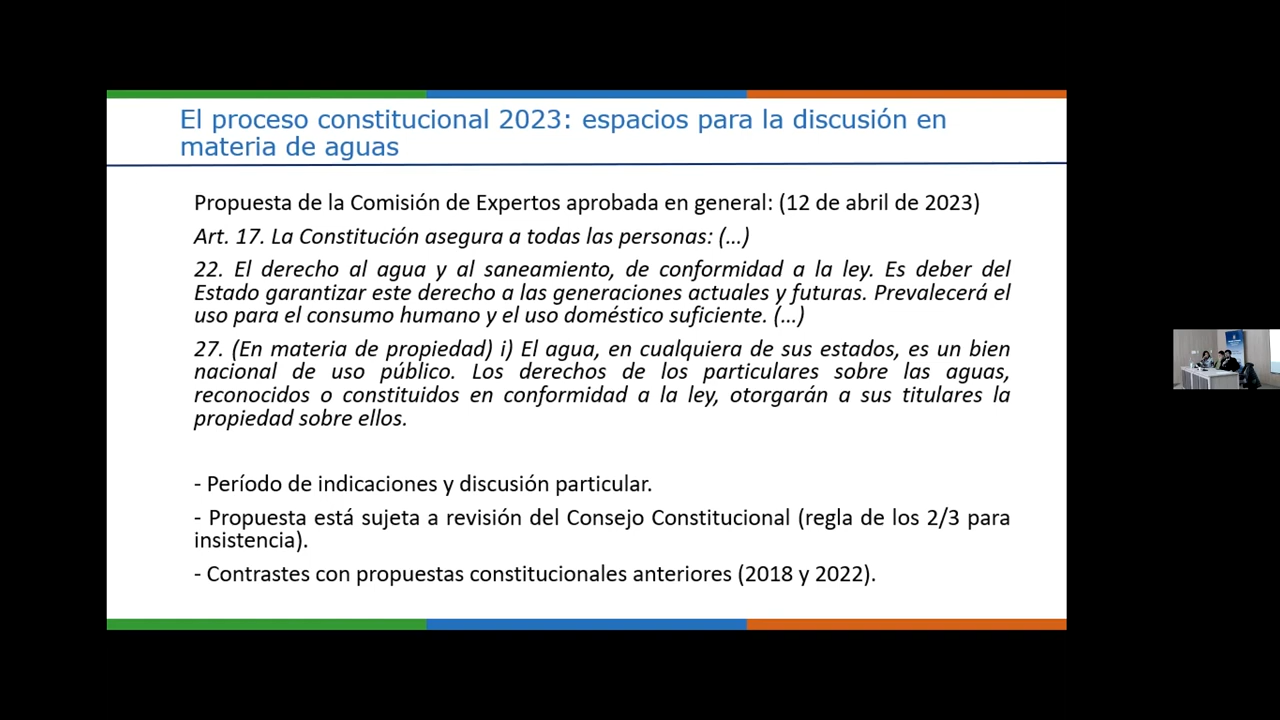 El proceso constitucional 2023: espacios para la discusión en
materia de aguas
Propuesta de la Comisión de Expertos aprobada en general: (12 de abril de 2023)
Art. 17. La Constitución asegura a todas las personas: (...)
22. El derecho al agua y al saneamiento, de conformidad a la ley. Es deber del
Estado garantizar este derecho a las generaciones actuales y futuras. Prevalecerá el
uso para el consumo humano y el uso doméstico suficiente. (...)
27. (En materia de propiedad) i) El agua, en cualquiera de sus estados, es un bien
nacional de uso público. Los derechos de los particulares sobre las aguas,
reconocidos o constituidos en conformidad a la ley, otorgarán a sus titulares la
propiedad sobre ellos.
- Período de indicaciones y discusión particular.
- Propuesta está sujeta a revisión del Consejo Constitucional (regla de los 2/3 para
insistencia).
- Contrastes con propuestas constitucionales anteriores (2018 y 2022).